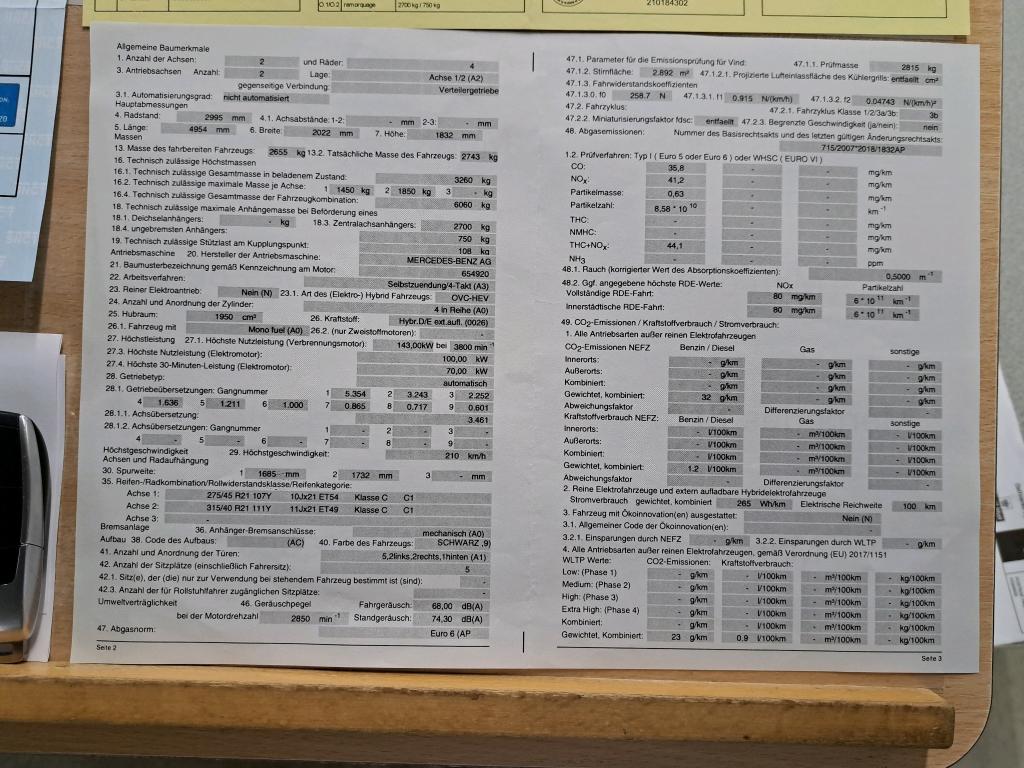 O.1/O.2 remorquage 2700 kg / 750 kg
210184302
Allgemeine Baumerkmale
1. Anzahl der Achsen: 2 und Räder: 4
3. Antriebsachsen Anzahl: 2 Lage: Achse 1/2 (A2)
gegenseitige Verbindung: Verteilergetriebe
3.1. Automatisierungsgrad: nicht automatisiert
Hauptabmessungen
4. Radstand: 2995 mm 4.1. Achsabstände: 1-2: - mm 2-3: - mm
5. Länge: 4954 mm 6. Breite: 2022 mm 7. Höhe: 1832 mm
Massen
13. Masse des fahrbereiten Fahrzeugs: 2655 kg 13.2. Tatsächliche Masse des Fahrzeugs: 2743 kg
16. Technisch zulässige Höchstmassen
16.1. Technisch zulässige Gesamtmasse in beladenem Zustand: 3260 kg
16.2. Technisch zulässige maximale Masse je Achse: 1 1450 kg 2 1850 kg 3 - kg
16.4. Technisch zulässige Gesamtmasse der Fahrzeugkombination: 6060 kg
18. Technisch zulässige maximale Anhängemasse bei Beförderung eines
18.1. Deichselanhängers: - kg 18.3. Zentralachsanhängers: 2700 kg
18.4. ungebremsten Anhängers: 750 kg
19. Technisch zulässige Stützlast am Kupplungspunkt: 108 kg
Antriebsmaschine 20. Hersteller der Antriebsmaschine: MERCEDES-BENZ AG
21. Baumusterbezeichnung gemäß Kennzeichnung am Motor: 654920
22. Arbeitsverfahren: Selbstzuendung/4-Takt (A3)
23. Reiner Elektroantrieb: Nein (N) 23.1. Art des (Elektro-) Hybrid Fahrzeugs: OVC-HEV
24. Anzahl und Anordnung der Zylinder: 4 in Reihe (A0)
25. Hubraum: 1950 cm³ 26. Kraftstoff: Hybr.D/E ext.aufl. (0026)
26.1. Fahrzeug mit Mono fuel (A0) 26.2. (nur Zweistoffmotoren): -
27. Höchstleistung 27.1. Höchste Nutzleistung (Verbrennungsmotor): 143,00kW bei 3800 min⁻¹
27.3. Höchste Nutzleistung (Elektromotor): 100,00 kW
27.4. Höchste 30-Minuten-Leistung (Elektromotor): 70,00 kW
28. Getriebetyp: automatisch
28.1. Getriebeübersetzungen: Gangnummer 1 5.354 2 3.243 3 2.252
4 1.636 5 1.211 6 1.000 7 0.865 8 0.717 9 0.601
28.1.1. Achsübersetzung: 3.461
28.1.2. Achsübersetzungen: Gangnummer 1 - 2 - 3 -
4 - 5 - 6 - 7 - 8 - 9 -
Höchstgeschwindigkeit 29. Höchstgeschwindigkeit: 210 km/h
Achsen und Radaufhängung
30. Spurweite: 1 1685 mm 2 1732 mm 3 - mm
35. Reifen-/Radkombination/Rollwiderstandsklasse/Reifenkategorie:
Achse 1: 275/45 R21 107Y 10Jx21 ET54 Klasse C C1
Achse 2: 315/40 R21 111Y 11Jx21 ET49 Klasse C C1
Achse 3: -
Bremsanlage 36. Anhänger-Bremsanschlüsse: mechanisch (A0)
Aufbau 38. Code des Aufbaus: (AC) 40. Farbe des Fahrzeugs: SCHWARZ ,9)
41. Anzahl und Anordnung der Türen: 5,2links,2rechts,1hinten (A1)
42. Anzahl der Sitzplätze (einschließlich Fahrersitz): 5
42.1. Sitz(e), der (die) nur zur Verwendung bei stehendem Fahrzeug bestimmt ist (sind): -
42.3. Anzahl der für Rollstuhlfahrer zugänglichen Sitzplätze: -
Umweltverträglichkeit 46. Geräuschpegel Fahrgeräusch: 68,00 dB(A)
bei der Motordrehzahl 2850 min⁻¹ Standgeräusch: 74,30 dB(A)
47. Abgasnorm: Euro 6 (AP
Seite 2
47.1. Parameter für die Emissionsprüfung für Vind: 47.1.1. Prüfmasse 2815 kg
47.1.2. Stirnfläche: 2.892 m² 47.1.2.1. Projizierte Lufteinlassfläche des Kühlergrills: entfaellt cm²
47.1.3. Fahrwiderstandskoeffizienten
47.1.3.0. f0 258.7 N 47.1.3.1. f1 0.915 N/(km/h) 47.1.3.2. f2 0.04743 N/(km/h)²
47.2. Fahrzyklus: 47.2.1. Fahrzyklus Klasse 1/2/3a/3b: 3b
47.2.2. Miniaturisierungsfaktor fdsc: entfaellt 47.2.3. Begrenzte Geschwindigkeit (ja/nein): nein
48. Abgasemissionen: Nummer des Basisrechtsakts und des letzten gültigen Änderungsrechtsakts
715/2007*2018/1832AP
1.2. Prüfverfahren: Typ I ( Euro 5 oder Euro 6 ) oder WHSC ( EURO VI )
CO: 35,8 - - mg/km
NOx: 41,2 - - mg/km
Partikelmasse: 0,63 - - mg/km
Partikelzahl: 8,58 * 10 10 - - km⁻¹
THC: - - mg/km
NMHC: - - mg/km
THC+NOx: 44,1 - - mg/km
NH3 - - ppm
48.1. Rauch (korrigierter Wert des Absorptionskoeffizienten): 0,5000 m⁻¹
48.2. Ggf. angegebene höchste RDE-Werte: NOx Partikelzahl
Vollständige RDE-Fahrt: 80 mg/km 6 * 10 11 km⁻¹
Innerstädtische RDE-Fahrt: 80 mg/km 6 * 10 11 km⁻¹
49. CO2-Emissionen / Kraftstoffverbrauch / Stromverbrauch:
1. Alle Antriebsarten außer reinen Elektrofahrzeugen
CO2-Emissionen NEFZ Benzin / Diesel Gas sonstige
Innerorts: - g/km - g/km - g/km
Außerorts: - g/km - g/km - g/km
Kombiniert: - g/km - g/km - g/km
Gewichtet, kombiniert: 32 g/km - g/km - g/km
Abweichungsfaktor - Differenzierungsfaktor -
Kraftstoffverbrauch NEFZ: Benzin / Diesel Gas sonstige
Innerorts: - l/100km - m³/100km - l/100km
Außerorts: - l/100km - m³/100km - l/100km
Kombiniert: - l/100km - m³/100km - l/100km
Gewichtet, kombiniert: 1.2 l/100km - m³/100km - l/100km
Abweichungsfaktor - Differenzierungsfaktor -
2. Reine Elektrofahrzeuge und extern aufladbare Hybridelektrofahrzeuge
Stromverbrauch gewichtet, kombiniert 265 Wh/km Elektrische Reichweite 100 km
3. Fahrzeug mit Ökoinnovation(en) ausgestattet: Nein (N)
3.1. Allgemeiner Code der Ökoinnovation(en): -
3.2.1. Einsparungen durch NEFZ - g/km 3.2.2. Einsparungen durch WLTP - g/km
4. Alle Antriebsarten außer reinen Elektrofahrzeugen, gemäß Verordnung (EU) 2017/1151
WLTP Werte: CO2-Emissionen: Kraftstoffverbrauch:
Low: (Phase 1) - g/km - l/100km - m³/100km - kg/100km
Medium: (Phase 2) - g/km - l/100km - m³/100km - kg/100km
High: (Phase 3) - g/km - l/100km - m³/100km - kg/100km
Extra High: (Phase 4) - g/km - l/100km - m³/100km - kg/100km
Kombiniert: - g/km - l/100km - m³/100km - kg/100km
Gewichtet, Kombiniert: 23 g/km 0.9 l/100km - m³/100km - kg/100km
Seite 3